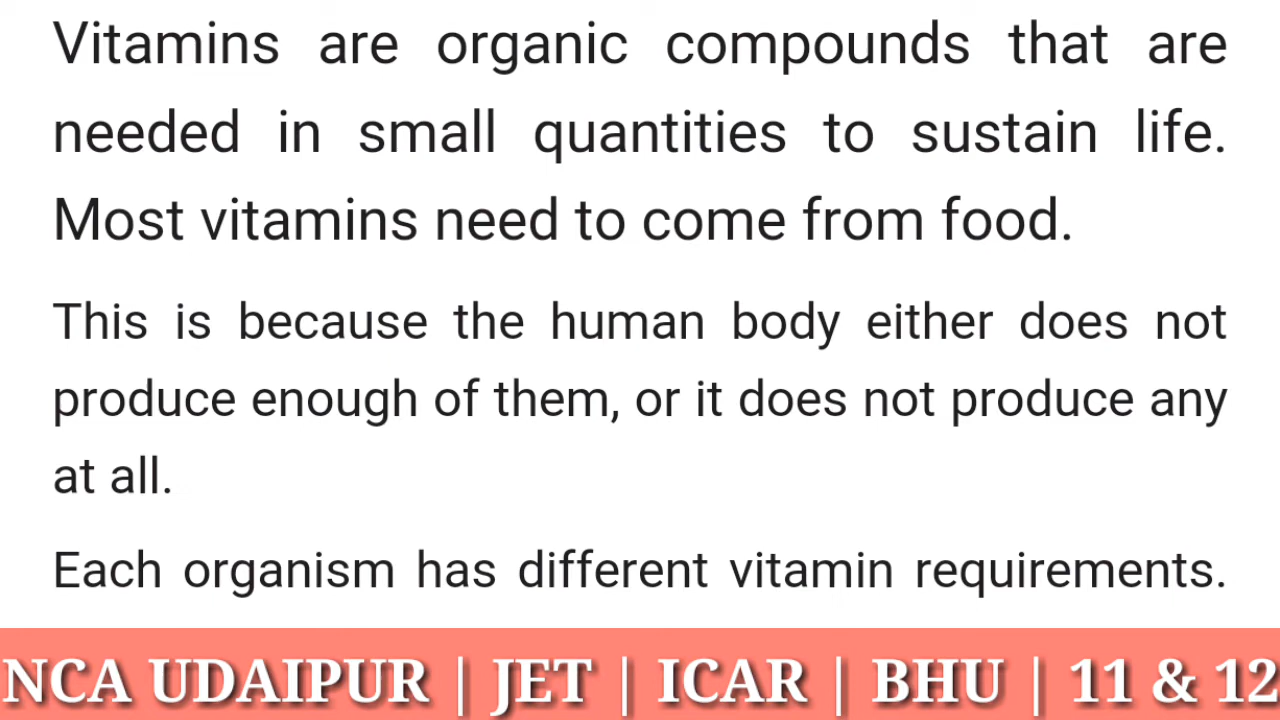 Vitamins are organic compounds that are
needed in small quantities to sustain life.
Most vitamins need to come from food.
This is because the human body either does not
produce enough of them, or it does not produce any
at all.
Each organism has different vitamin requirements.
NCA UDAIPUR | JET | ICAR | BHU | 11 & 12